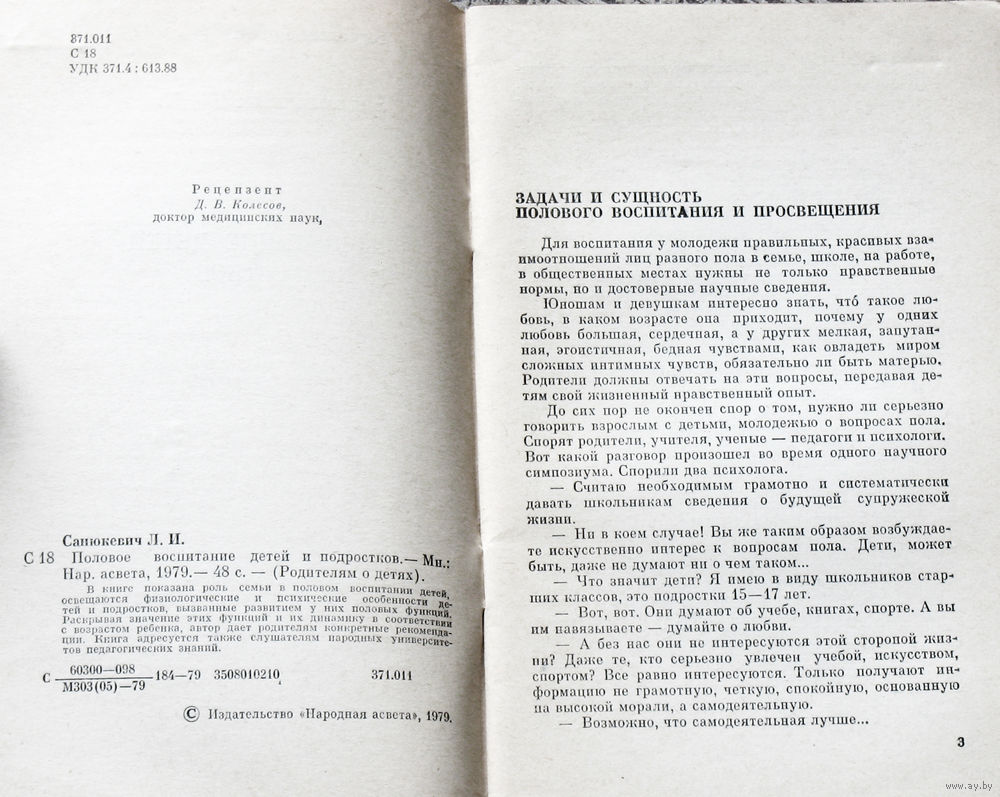 371.011
С 18
УДК 371.4 : 613.88
Рецензент
Д. В. Колесов,
доктор медицинских наук,
Санюкевич Л. И.
С 18 Половое воспитание детей и подростков.— Мн.:
Нар. асвета, 1979.— 48 с. — (Родителям о детях).
В книге показана роль семьи в половом воспитании детей,
освещаются физиологические и психические особенности де-
тей и подростков, вызванные развитием у них половых функций.
Раскрывая значение этих функций и их динамику в соответствии
с возрастом ребенка, автор дает родителям конкретные рекоменда-
ции. Книга адресуется также слушателям народных университе-
тов педагогических знаний.
С 60300—098
М303(05)—79 184—79 3508010210 371.011
© Издательство «Народная асвета», 1979.
ЗАДАЧИ И СУЩНОСТЬ
ПОЛОВОГО ВОСПИТАНИЯ И ПРОСВЕЩЕНИЯ
Для воспитания у молодежи правильных, красивых вза-
имоотношений лиц разного пола в семье, школе, на работе,
в общественных местах нужны не только нравственные
нормы, но и достоверные научные сведения.
Юношам и девушкам интересно знать, что́ такое лю-
бовь, в каком возрасте она приходит, почему у одних
любовь большая, сердечная, а у других мелкая, запутан-
ная, эгоистичная, бедная чувствами, как овладеть миром
сложных интимных чувств, обязательно ли быть матерью.
Родители должны отвечать на эти вопросы, передавая де-
тям свой жизненный нравственный опыт.
До сих пор не окончен спор о том, нужно ли серьезно
говорить взрослым с детьми, молодежью о вопросах пола.
Спорят родители, учителя, ученые — педагоги и психологи.
Вот какой разговор произошел во время одного научного
симпозиума. Спорили два психолога.
— Считаю необходимым грамотно и систематически
давать школьникам сведения о будущей супружеской
жизни.
— Ни в коем случае! Вы же таким образом возбуждае-
те искусственно интерес к вопросам пола. Дети, может
быть, даже не думают ни о чем таком...
— Что значит дети? Я имею в виду школьников стар-
ших классов, это подростки 15—17 лет.
— Вот, вот. Они думают об учебе, книгах, спорте. А вы
им навязываете — думайте о любви.
— А без нас они не интересуются этой стороной жиз-
ни? Даже те, кто серьезно увлечен учебой, искусством,
спортом? Все равно интересуются. Только получают ин-
формацию не грамотную, четкую, спокойную, основанную
на высокой морали, а самодеятельную.
— Возможно, что самодеятельная лучше...
3
www.ay.by